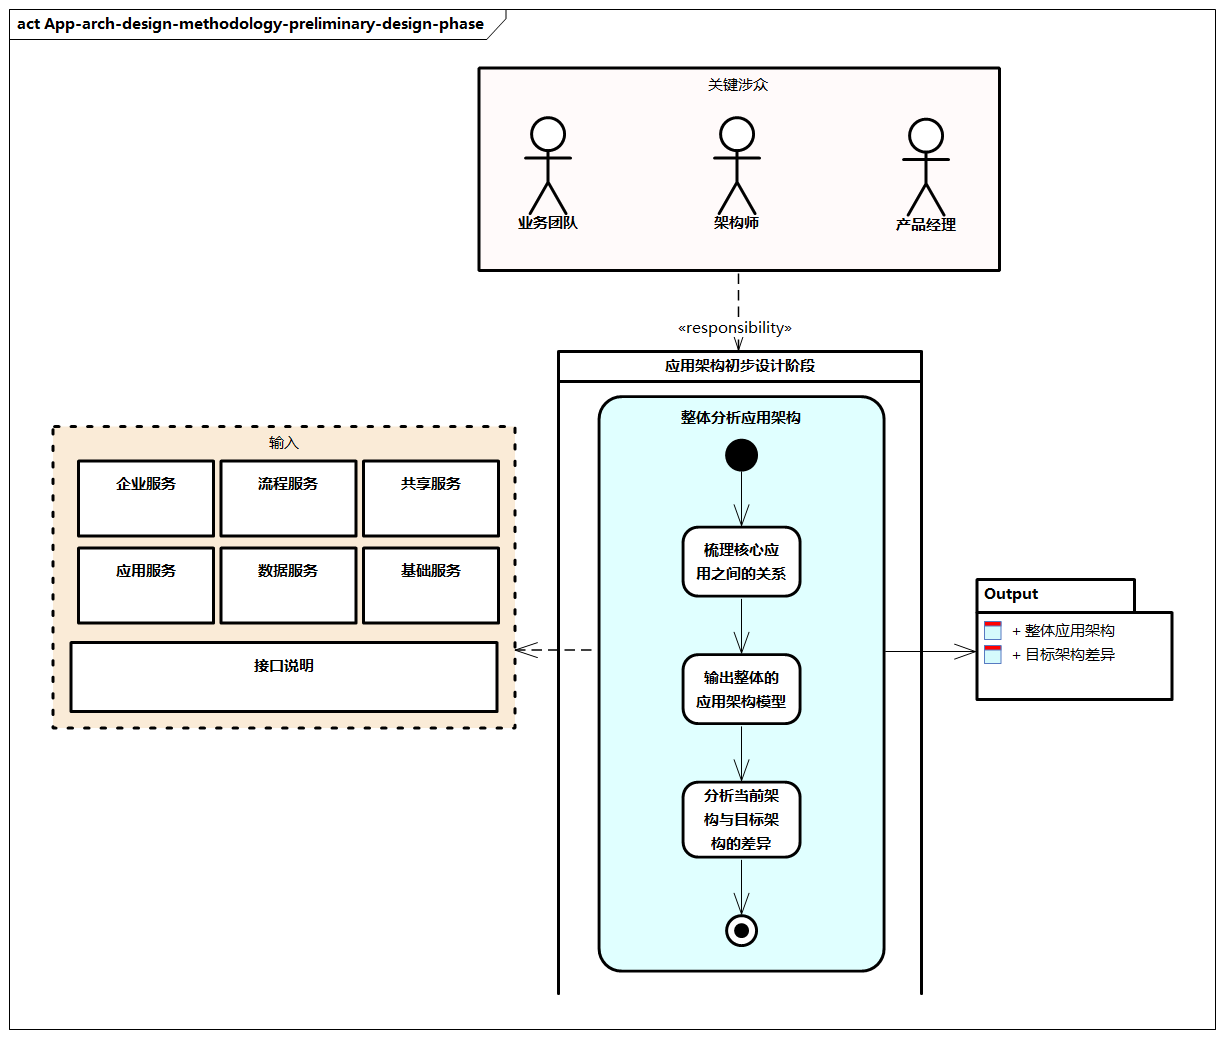 act App-arch-design-methodology-preliminary-design-phase
关键涉众
业务团队
架构师
产品经理
«responsibility»
应用架构初步设计阶段
整体分析应用架构
输入
企业服务
流程服务
共享服务
应用服务
数据服务
基础服务
接口说明
梳理核心应
用之间的关系
输出整体的
应用架构模型
分析当前架
构与目标架
构的差异
Output
+ 整体应用架构
+ 目标架构差异